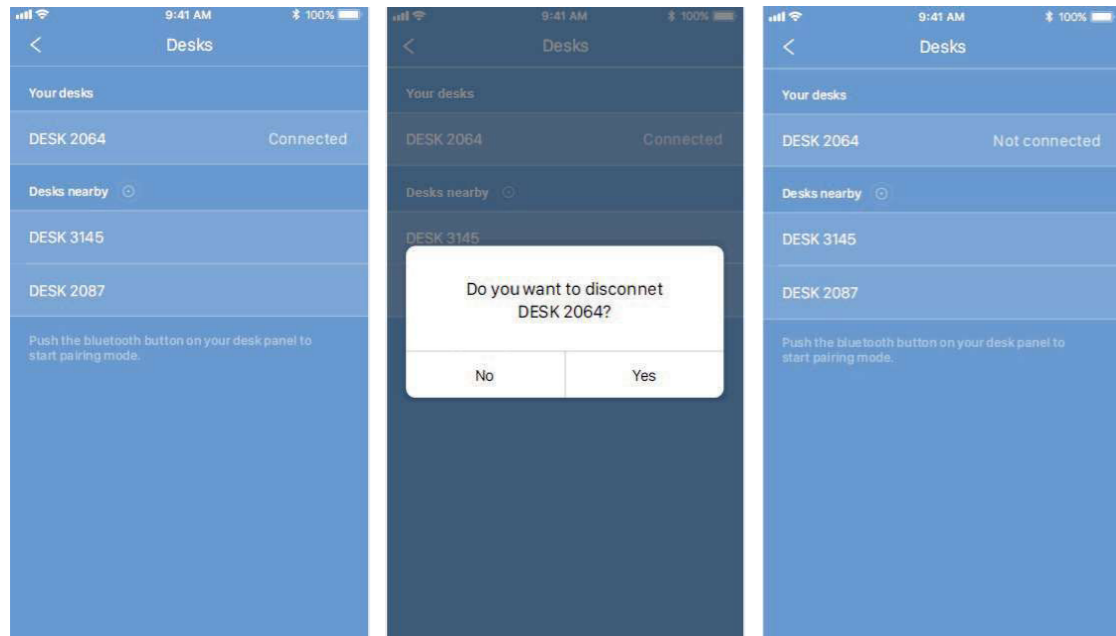 9:41 AM
100%
Desks
Your desks
DESK 2064 Connected
Desks nearby
DESK 3145
DESK 2087
Push the bluetooth button on your desk panel to
start pairing mode.
9:41 AM
100%
Desks
Your desks
DESK 2064 Connected
Desks nearby
DESK 3145
Do you want to disconnet
DESK 2064?
No Yes
9:41 AM
100%
Desks
Your desks
DESK 2064 Not connected
Desks nearby
DESK 3145
DESK 2087
Push the bluetooth button on your desk panel to
start pairing mode.